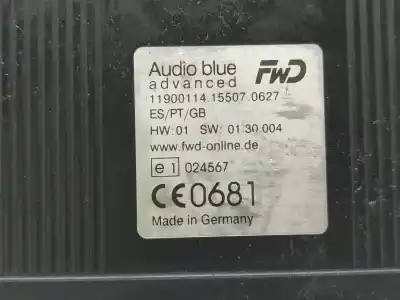 Audio blue FWD
advanced
11900114.15507.0627
ES/PT/GB
HW: 01 SW: 01.30.004
www.fwd-online.de
e1 024567
CE0681
Made in Germany